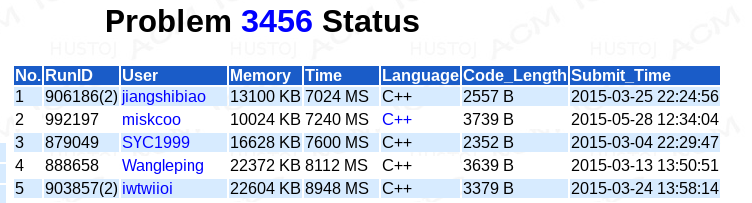 Problem 3456 Status
No. RunID User Memory Time Language Code_Length Submit_Time
1 906186(2) jiangshibiao 13100 KB 7024 MS C++ 2557 B 2015-03-25 22:24:56
2 992197 miskcoo 10024 KB 7240 MS C++ 3739 B 2015-05-28 12:34:04
3 879049 SYC1999 16628 KB 7600 MS C++ 2352 B 2015-03-04 22:29:47
4 888658 Wangleping 22372 KB 8112 MS C++ 3639 B 2015-03-13 13:50:51
5 903857(2) iwtwiioi 22604 KB 8948 MS C++ 3379 B 2015-03-24 13:58:14